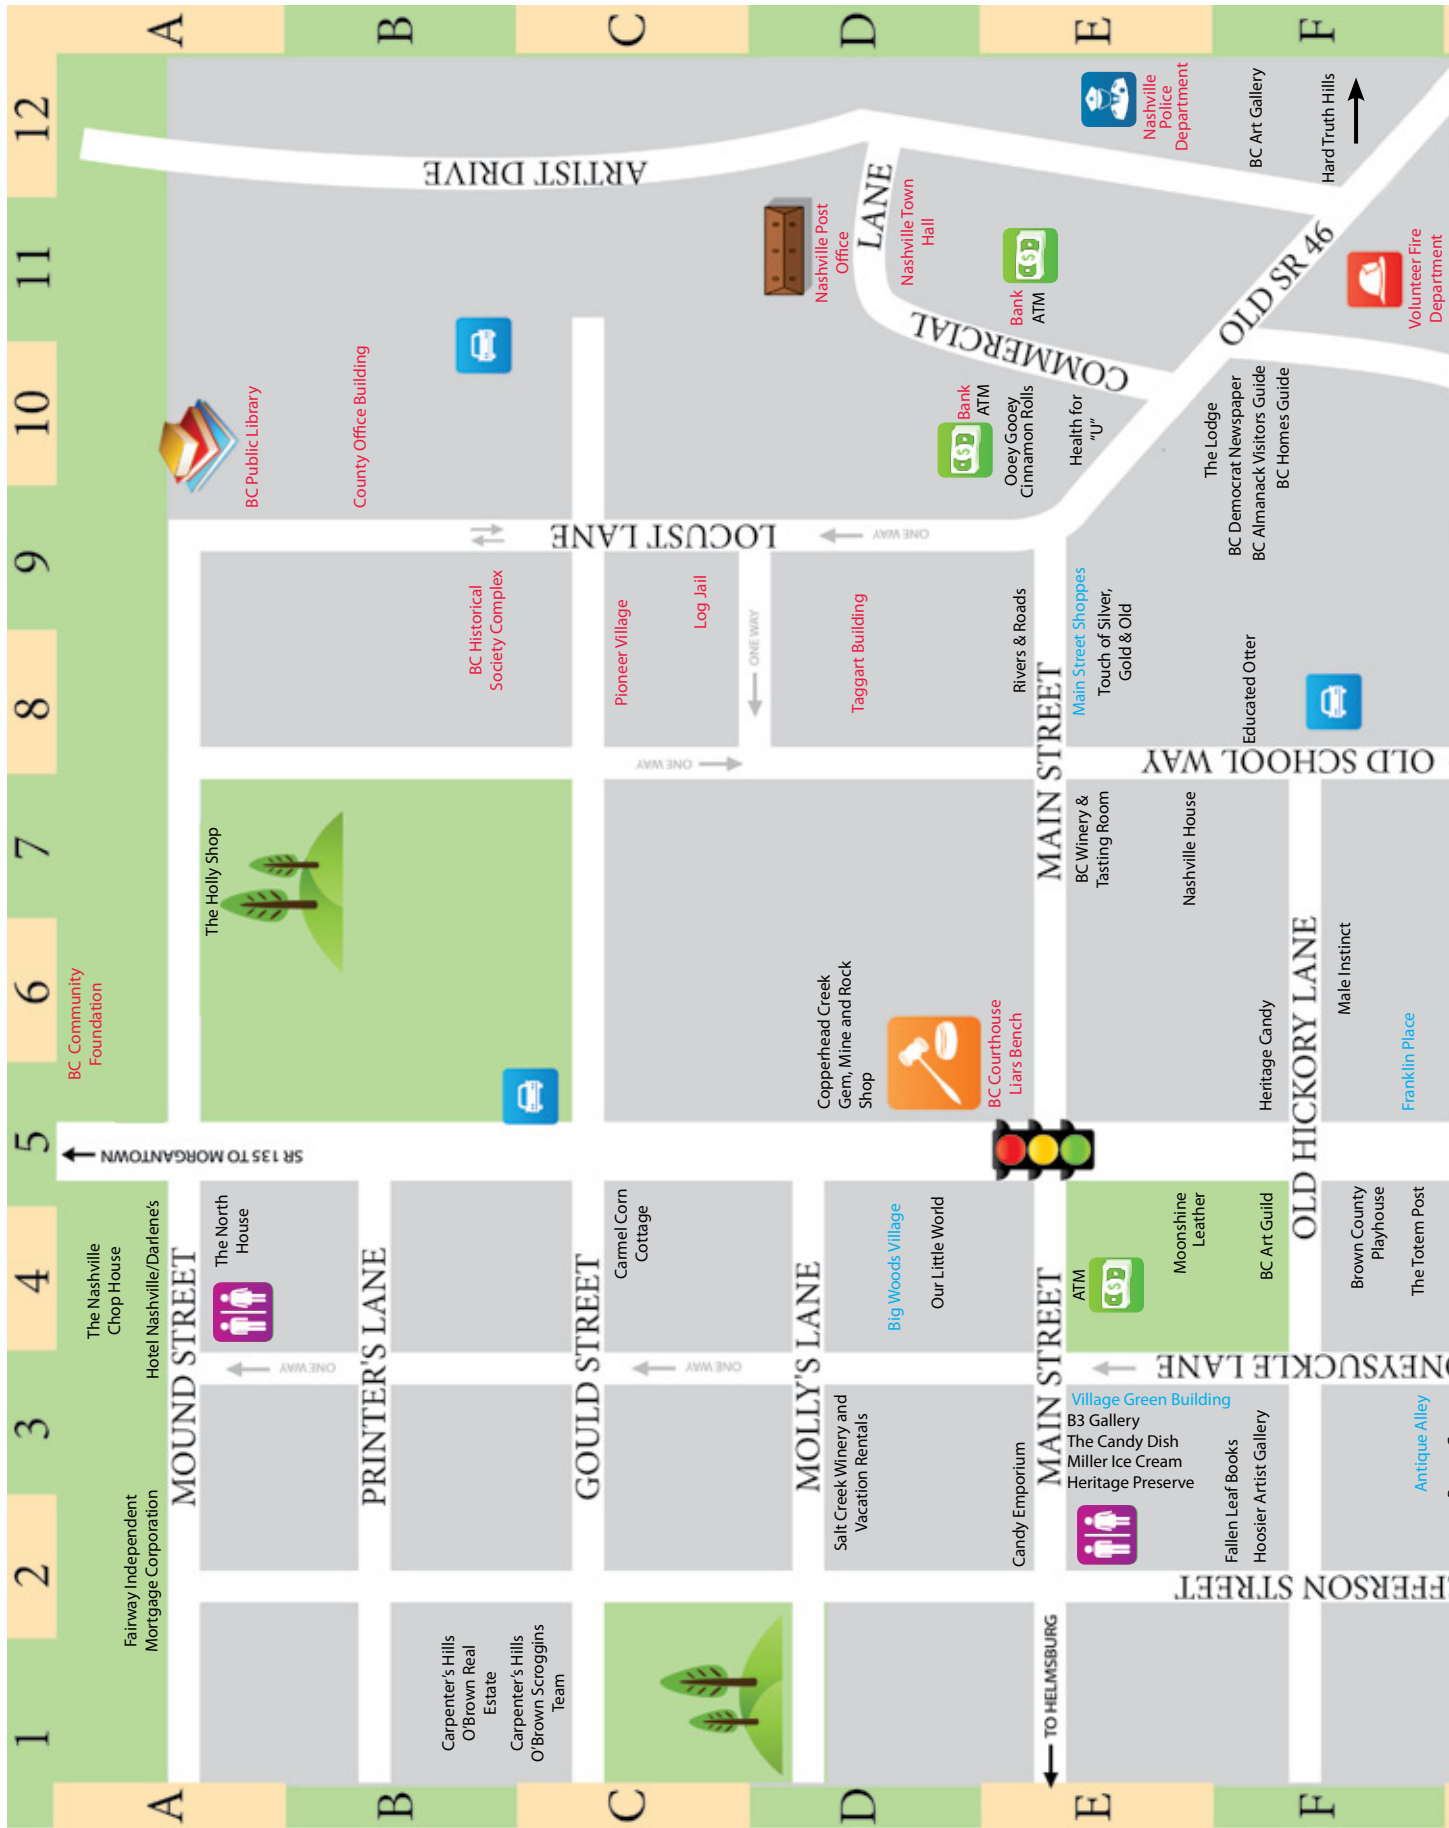 A
B
C
D
E
F
12
11
10
9
8
7
6
5
4
3
2
1
A
B
C
D
E
F
ARTIST DRIVE
Nashville
Police
Department
BC Art Gallery
Hard Truth Hills
Nashville Post
Office
LANE
Nashville Town
Hall
Bank
ATM
COMMERCIAL
OLD SR 46
Volunteer Fire
Department
BC Public Library
County Office Building
Bank
ATM
Ooey Gooey
Cinnamon Rolls
Health for
"U"
The Lodge
BC Democrat Newspaper
BC Almanack Visitors Guide
BC Homes Guide
LOCUST LANE
ONE WAY
BC Historical
Society Complex
Pioneer Village
Log Jail
ONE WAY
Taggart Building
Rivers & Roads
Main Street Shoppes
Touch of Silver,
Gold & Old
Educated Otter
ONE WAY
MAIN STREET
OLD SCHOOL WAY
The Holly Shop
BC Winery &
Tasting Room
Nashville House
BC Community
Foundation
Copperhead Creek
Gem, Mine and Rock
Shop
BC Courthouse
Liars Bench
Heritage Candy
OLD HICKORY LANE
Male Instinct
Franklin Place
SR 135 TO MORGANTOWN
The Nashville
Chop House
Hotel Nashville/Darlene's
MOUND STREET
The North
House
PRINTER'S LANE
GOULD STREET
Carmel Corn
Cottage
MOLLY'S LANE
Big Woods Village
Our Little World
MAIN STREET
ATM
Moonshine
Leather
BC Art Guild
Brown County
Playhouse
The Totem Post
ONE WAY
ONE WAY
ONEYSUCKLE LANE
Fairway Independent
Mortgage Corporation
Salt Creek Winery and
Vacation Rentals
Candy Emporium
Village Green Building
B3 Gallery
The Candy Dish
Miller Ice Cream
Heritage Preserve
Fallen Leaf Books
Hoosier Artist Gallery
Antique Alley
EFFERSON STREET
Carpenter's Hills
O'Brown Real
Estate
Carpenter's Hills
O'Brown Scroggins
Team
TO HELMSBURG